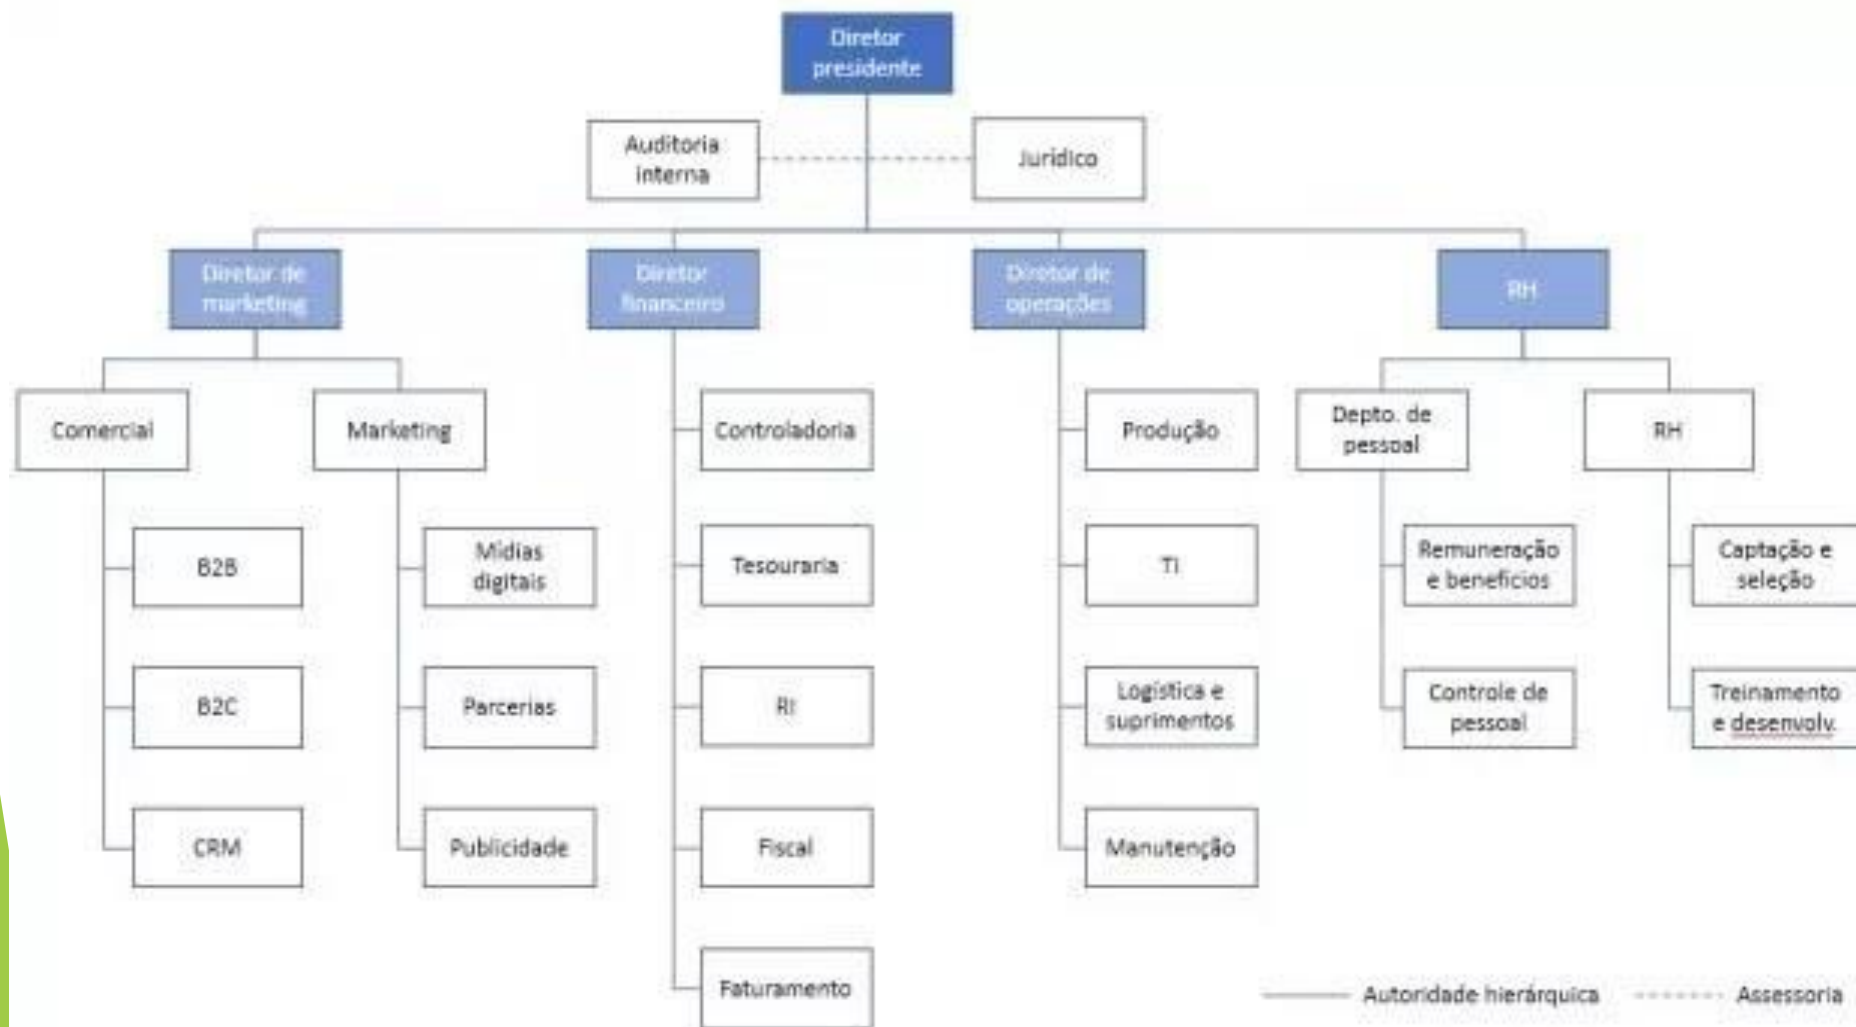 Diretor
presidente
Auditoria
interna
Jurídico
Diretor de
marketing
Diretor
financeiro
Diretor de
operações
RH
Comercial
Marketing
Controladoria
Produção
Depto. de
pessoal
RH
B2B
Mídias
digitais
Tesouraria
TI
Remuneração
e benefícios
Captação e
seleção
B2C
Parcerias
RI
Logística e
suprimentos
Controle de
pessoal
Treinamento
e desenvolv.
CRM
Publicidade
Fiscal
Manutenção
Faturamento
Autoridade hierárquica
Assessoria